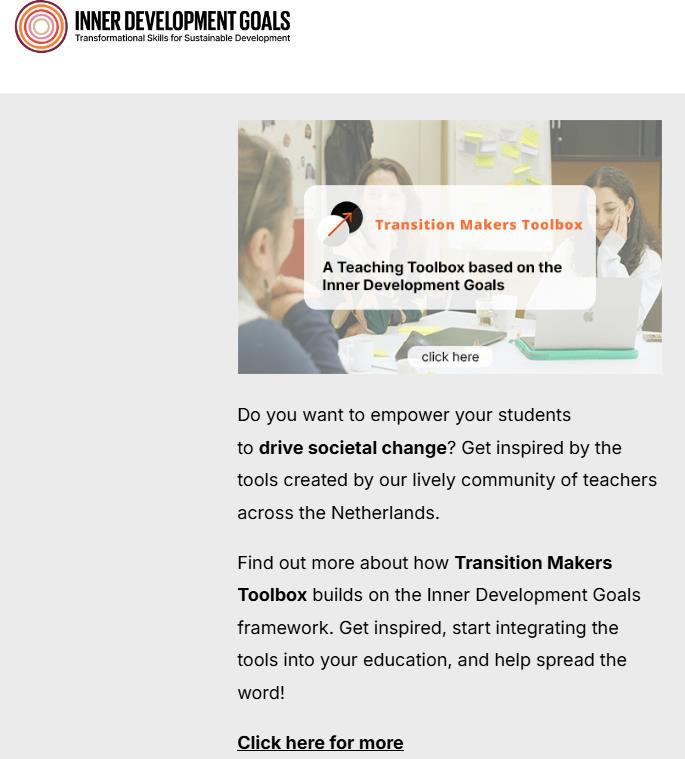 INNER DEVELOPMENT GOALS
Transformational Skills for Sustainable Development
Transition Makers Toolbox
A Teaching Toolbox based on the
Inner Development Goals
click here
Do you want to empower your students
to drive societal change? Get inspired by the
tools created by our lively community of teachers
across the Netherlands.
Find out more about how Transition Makers
Toolbox builds on the Inner Development Goals
framework. Get inspired, start integrating the
tools into your education, and help spread the
word!
Click here for more